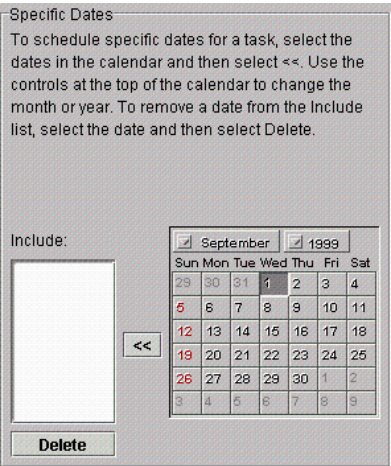 Specific Dates
To schedule specific dates for a task, select the
dates in the calendar and then select <<. Use the
controls at the top of the calendar to change the
month or year. To remove a date from the Include
list, select the date and then select Delete.
Include:
September 1999
Sun Mon Tue Wed Thu Fri Sat
29 30 31 1 2 3 4
5 6 7 8 9 10 11
12 13 14 15 16 17 18
<<
19 20 21 22 23 24 25
26 27 28 29 30 1 2
3 4 5 6 7 8 9
Delete